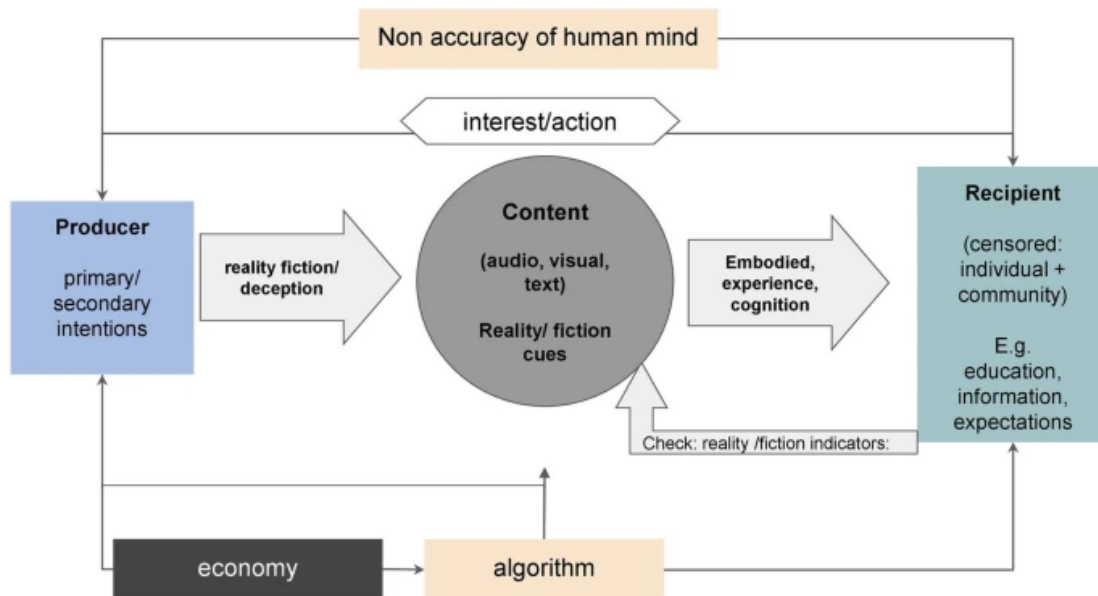 Non accuracy of human mind
interest/action
Producer
primary/
secondary
intentions
reality fiction/
deception
Content
(audio, visual,
text)
Reality/ fiction
cues
Embodied,
experience,
cognition
Recipient
(censored:
individual +
community)
E.g.
education,
information,
expectations
Check: reality /fiction indicators:
economy
algorithm